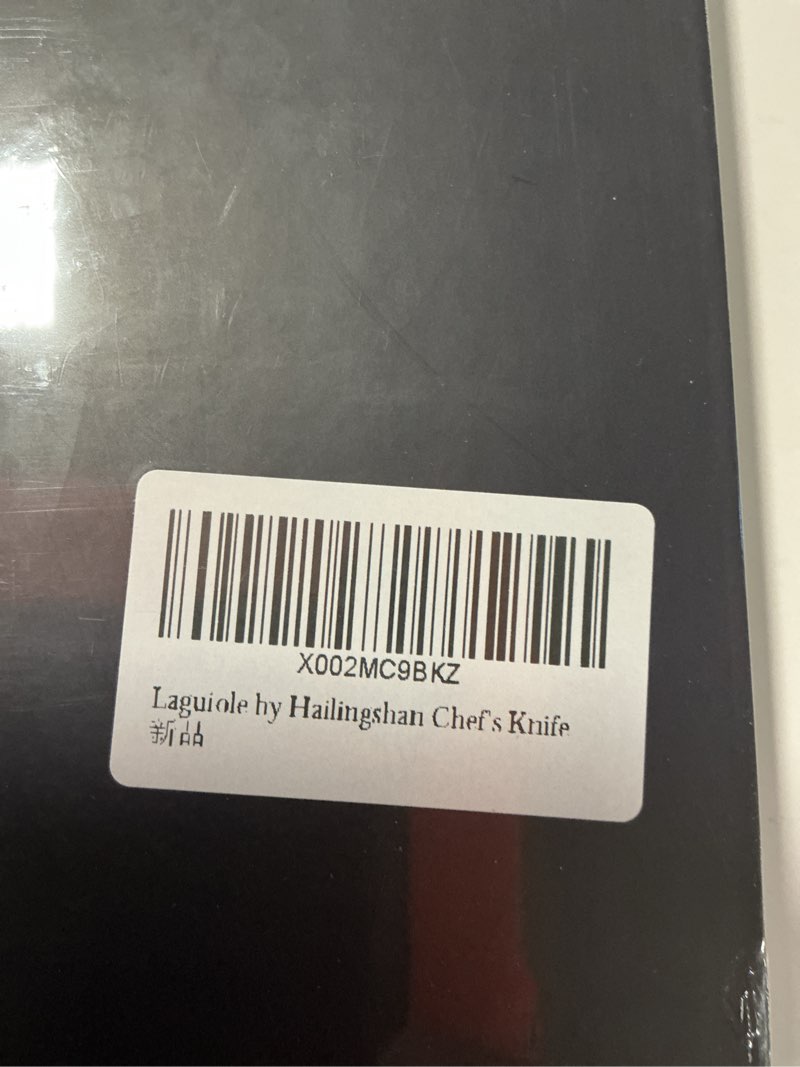 X002MC9BKZ
Laguiole by Hailingshan Chef's Knife
新品